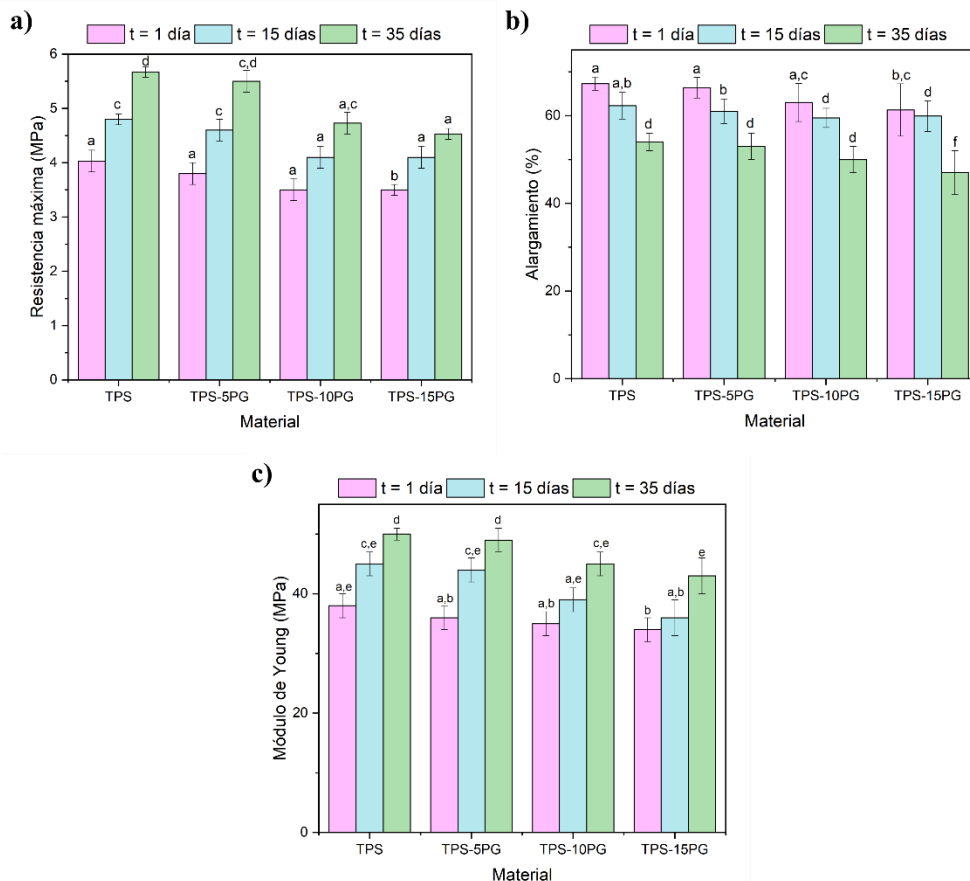 a)
t = 1 día t = 15 días t = 35 días
6
5
4
3
2
1
0
Resistencia máxima (MPa)
a c d
a c c,d
a a a,c
b a a
TPS TPS-5PG TPS-10PG TPS-15PG
Material
b)
t = 1 día t = 15 días t = 35 días
60
40
20
0
Alargamiento (%)
a a,b d
a b d
a,c d d
b,c d f
TPS TPS-5PG TPS-10PG TPS-15PG
Material
c)
t = 1 día t = 15 días t = 35 días
40
20
0
Módulo de Young (MPa)
a,e c,e d
a,b c,e d
a,b a,e c,e
b a,b e
TPS TPS-5PG TPS-10PG TPS-15PG
Material